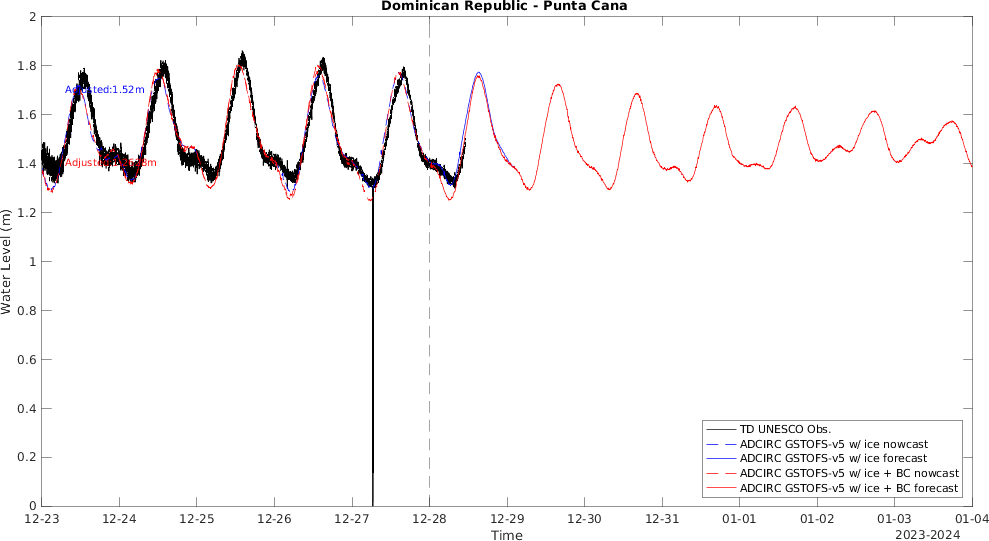 Dominican Republic - Punta Cana
2
1.8
1.6
1.4
1.2
1
0.8
0.6
0.4
0.2
0
Water Level (m)
Adjusted:1.52m
12-23
12-24
12-25
12-26
12-27
12-28
12-29
12-30
12-31
01-01
01-02
01-03
01-04
Time
2023-2024
TD UNESCO Obs.
ADCIRC GSTOFS-v5 w/ ice nowcast
ADCIRC GSTOFS-v5 w/ ice forecast
ADCIRC GSTOFS-v5 w/ ice + BC nowcast
ADCIRC GSTOFS-v5 w/ ice + BC forecast